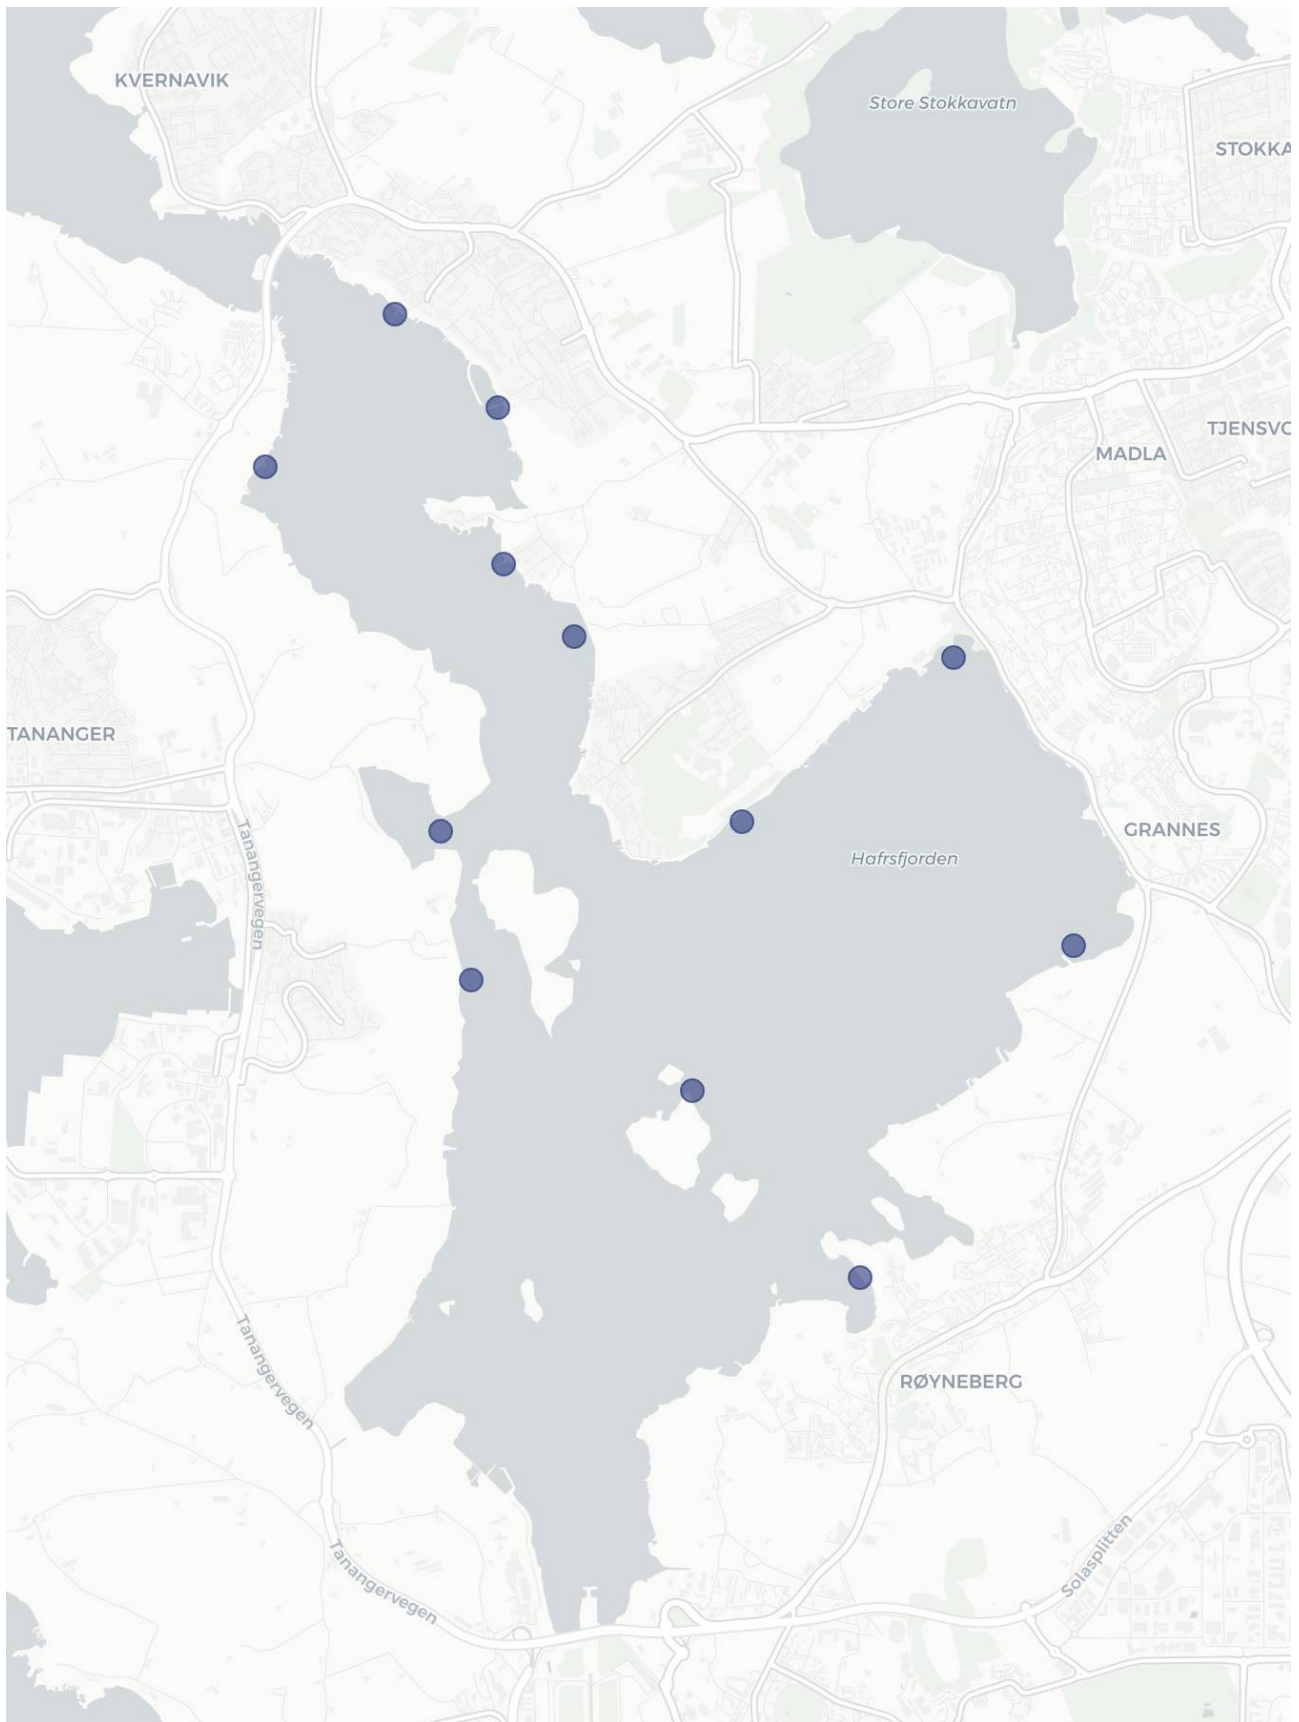 KVERNAVIK
Store Stokkavatn
STOKKA
TJENSVO
MADLA
TANANGER
Tanangervegen
GRANNES
Hafrsfjorden
Tanangervegen
RØYNEBERG
Tanangervegen
Solasplitten